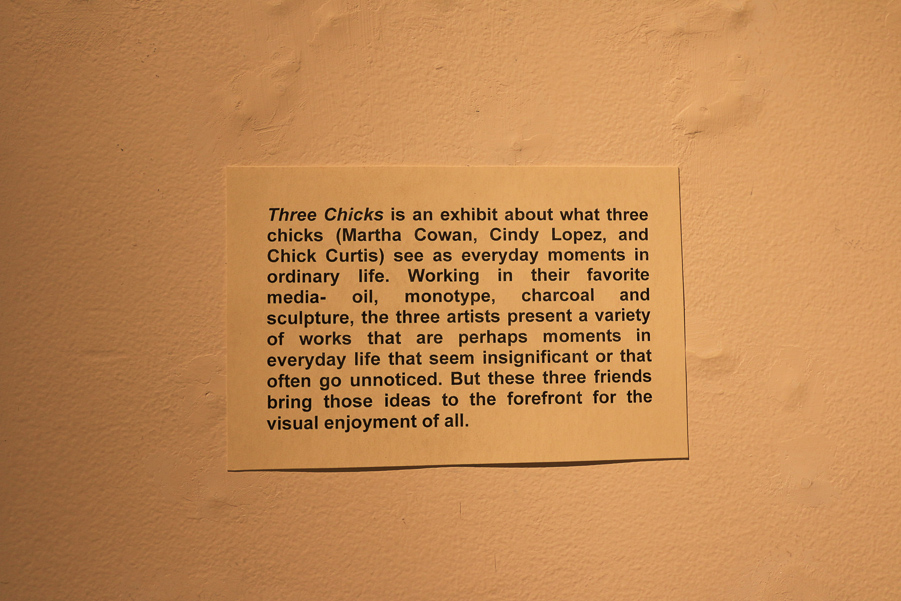 Three Chicks is an exhibit about what three
chicks (Martha Cowan, Cindy Lopez, and
Chick Curtis) see as everyday moments in
ordinary life. Working in their favorite
media- oil, monotype, charcoal and
sculpture, the three artists present a variety
of works that are perhaps moments in
everyday life that seem insignificant or that
often go unnoticed. But these three friends
bring those ideas to the forefront for the
visual enjoyment of all.